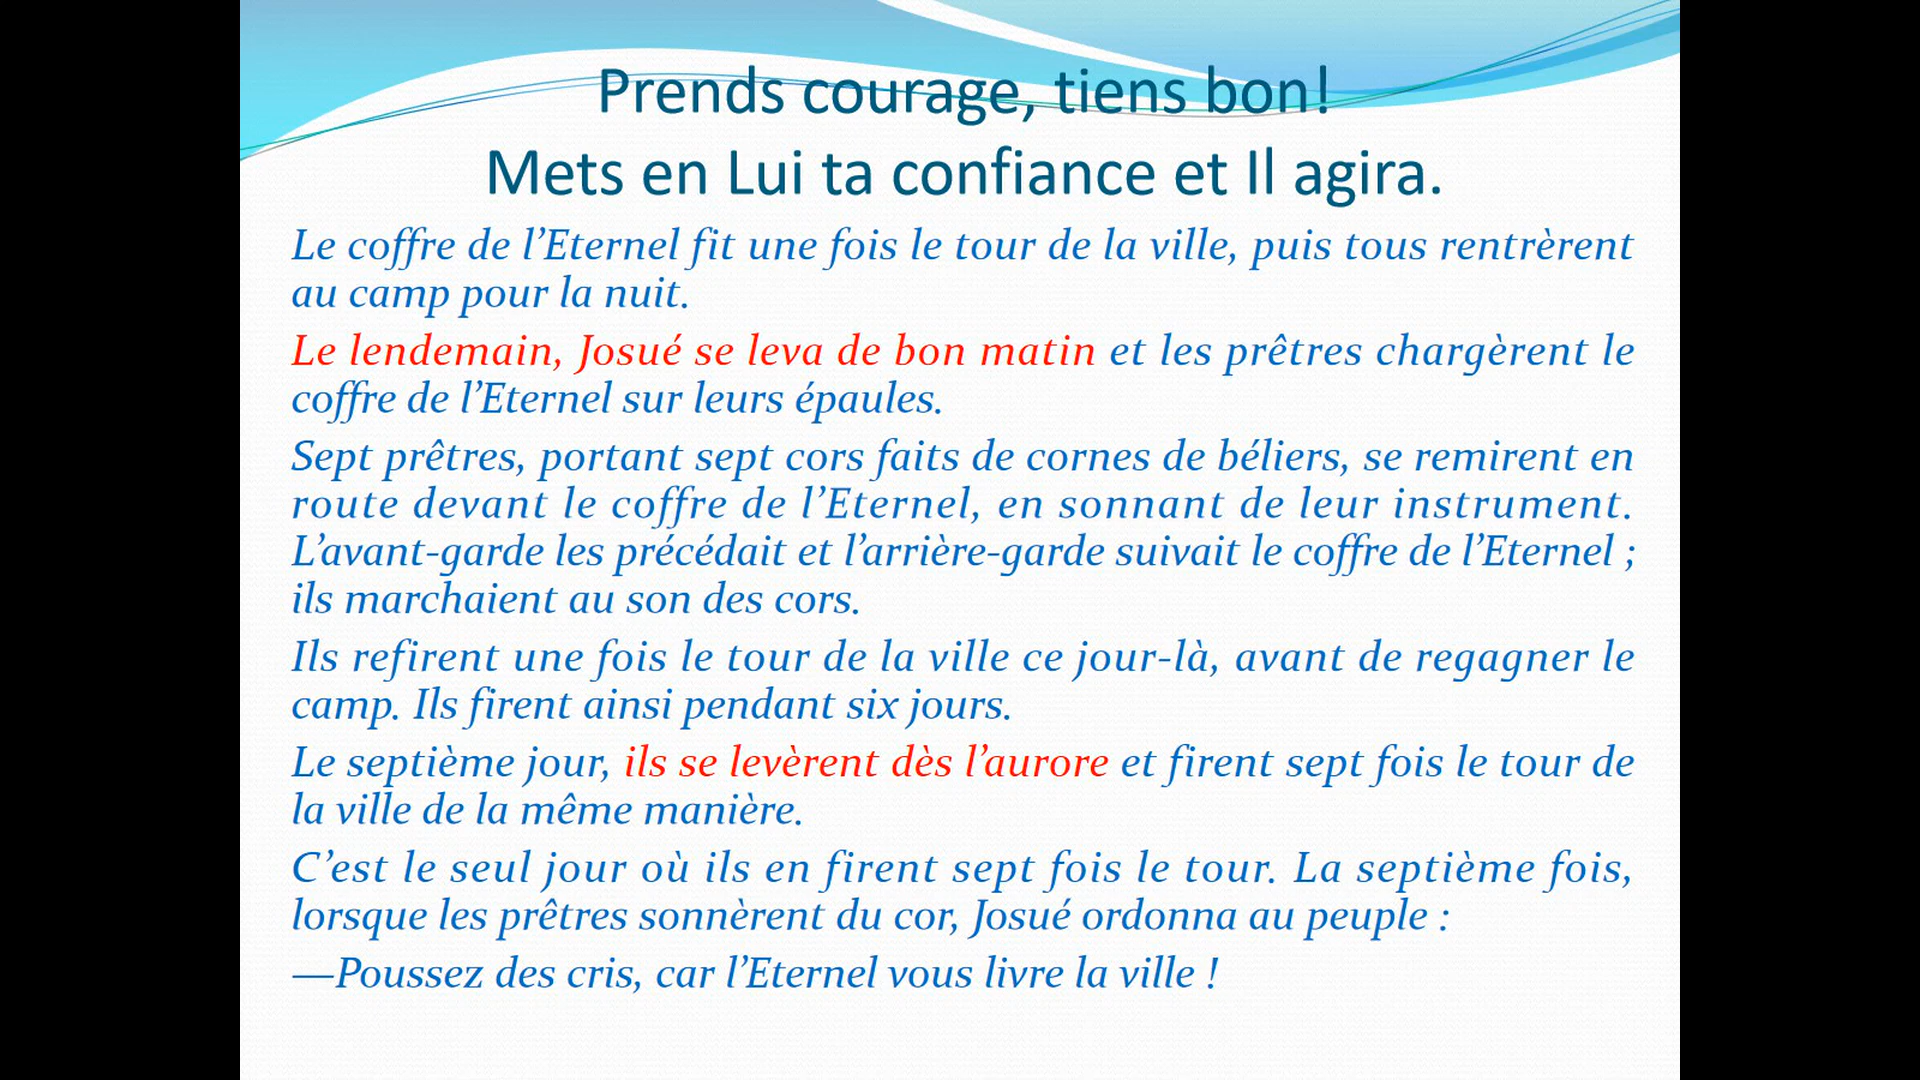 Prends courage, tiens bon!
Mets en Lui ta confiance et Il agira.
Le coffre de l’Eternel fit une fois le tour de la ville, puis tous rentrèrent
au camp pour la nuit.
Le lendemain, Josué se leva de bon matin et les prêtres chargèrent le
coffre de l’Eternel sur leurs épaules.
Sept prêtres, portant sept cors faits de cornes de béliers, se remirent en
route devant le coffre de l’Eternel, en sonnant de leur instrument.
L’avant-garde les précédait et l’arrière-garde suivait le coffre de l’Eternel ;
ils marchaient au son des cors.
Ils refirent une fois le tour de la ville ce jour-là, avant de regagner le
camp. Ils firent ainsi pendant six jours.
Le septième jour, ils se levèrent dès l’aurore et firent sept fois le tour de
la ville de la même manière.
C’est le seul jour où ils en firent sept fois le tour. La septième fois,
lorsque les prêtres sonnèrent du cor, Josué ordonna au peuple :
—Poussez des cris, car l’Eternel vous livre la ville !